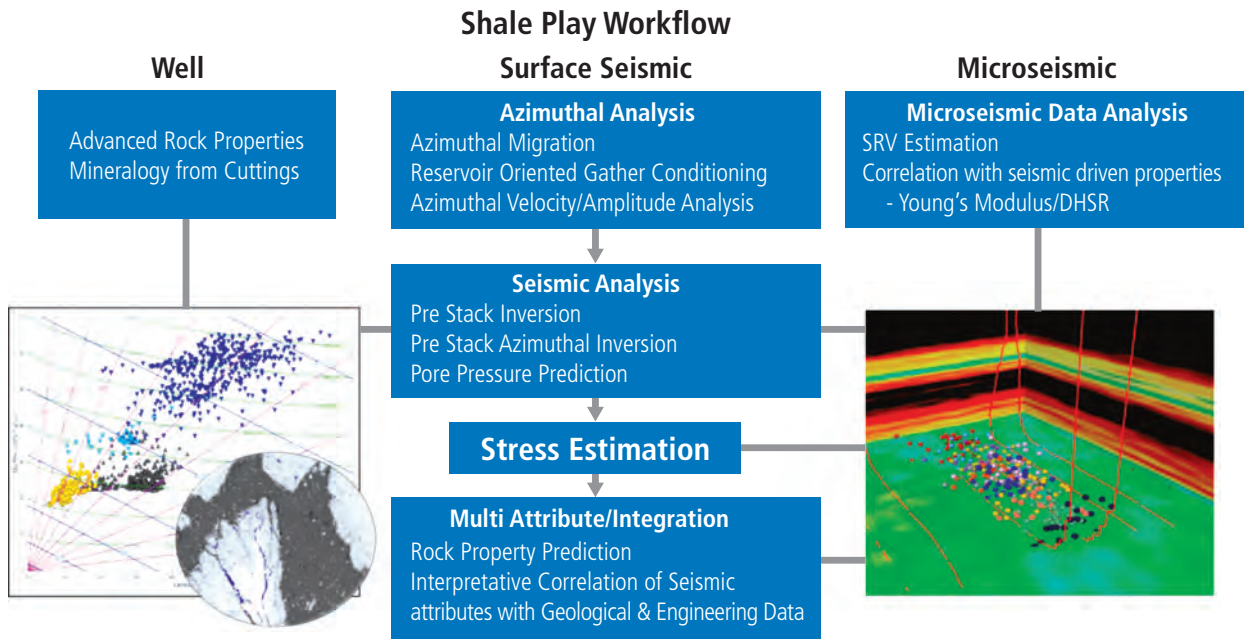 Shale Play Workflow
Well
Surface Seismic
Microseismic
Advanced Rock Properties
Mineralogy from Cuttings
Azimuthal Analysis
Azimuthal Migration
Reservoir Oriented Gather Conditioning
Azimuthal Velocity/Amplitude Analysis
Microseismic Data Analysis
SRV Estimation
Correlation with seismic driven properties
- Young's Modulus/DHSR
Seismic Analysis
Pre Stack Inversion
Pre Stack Azimuthal Inversion
Pore Pressure Prediction
Stress Estimation
Multi Attribute/Integration
Rock Property Prediction
Interpretative Correlation of Seismic
attributes with Geological & Engineering Data